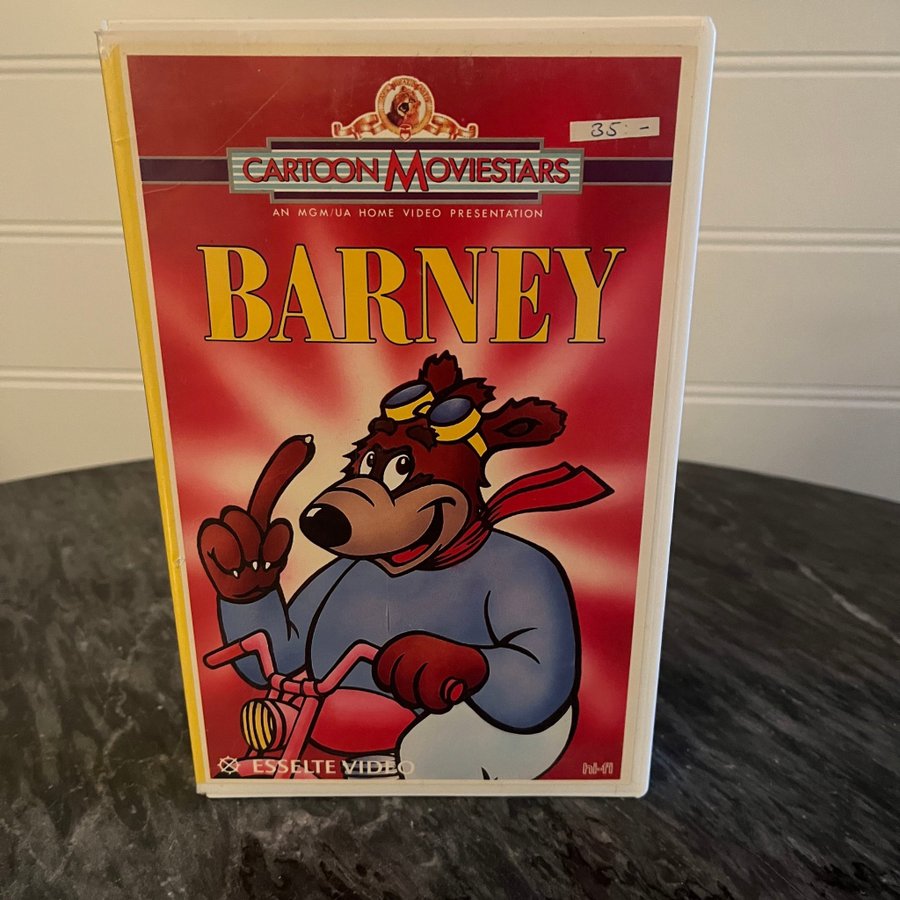 35:-
CARTOON MOVIESTARS
AN MGM/UA HOME VIDEO PRESENTATION
BARNEY
ESSELTE VIDEO
hi-fi